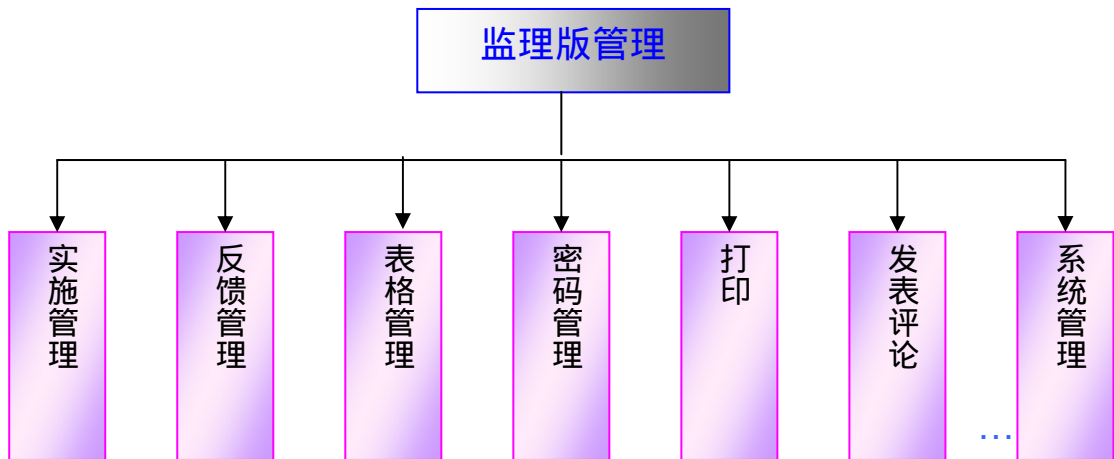 监理版管理
实施管理
反馈管理
表格管理
密码管理
打印
发表评论
…
系统管理